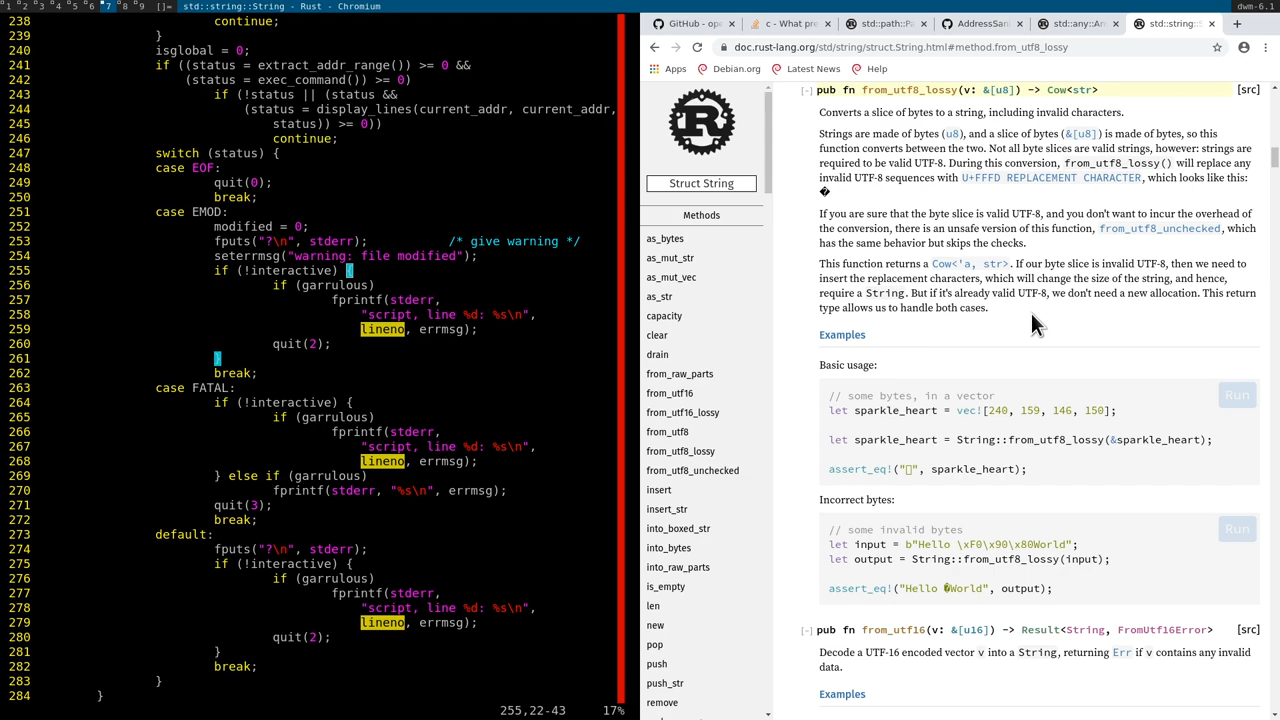 1 2 3 4 5 6 7 8 9 []= std::string::String - Rust - Chromium dwm-6.1
238 continue;
239 }
240 isglobal = 0;
241 if ((status = extract_addr_range()) >= 0 &&
242 (status = exec_command()) >= 0)
243 if (!status || (status &&
244 (status = display_lines(current_addr, current_addr,
245 status)) >= 0))
246 continue;
247 switch (status) {
248 case EOF:
249 quit(0);
250 break;
251 case EMOD:
252 modified = 0;
253 fputs("?\n", stderr); /* give warning */
254 seterrmsg("warning: file modified");
255 if (!interactive) {
256 if (garrulous)
257 fprintf(stderr,
258 "script, line %d: %s\n",
259 lineno, errmsg);
260 quit(2);
261 }
262 break;
263 case FATAL:
264 if (!interactive) {
265 if (garrulous)
266 fprintf(stderr,
267 "script, line %d: %s\n",
268 lineno, errmsg);
269 } else if (garrulous)
270 fprintf(stderr, "%s\n", errmsg);
271 quit(3);
272 break;
273 default:
274 fputs("?\n", stderr);
275 if (!interactive) {
276 if (garrulous)
277 fprintf(stderr,
278 "script, line %d: %s\n",
279 lineno, errmsg);
280 quit(2);
281 }
282 break;
283 }
284 }
255,22-43 17%
GitHub - op
c - What pre
std::path::P
AddressSan
std::any::An
std::string::S
doc.rust-lang.org/std/string/struct.String.html#method.from_utf8_lossy
Apps Debian.org Latest News Help
Struct String
Methods
as_bytes
as_mut_str
as_mut_vec
as_str
capacity
clear
drain
from_raw_parts
from_utf16
from_utf16_lossy
from_utf8
from_utf8_lossy
from_utf8_unchecked
insert
insert_str
into_boxed_str
into_bytes
into_raw_parts
is_empty
len
new
pop
push
push_str
remove
[-] pub fn from_utf8_lossy(v: &[u8]) -> Cow<str> [src]
Converts a slice of bytes to a string, including invalid characters.
Strings are made of bytes (u8), and a slice of bytes (&[u8]) is made of bytes, so this
function converts between the two. Not all byte slices are valid strings, however: strings are
required to be valid UTF-8. During this conversion, from_utf8_lossy() will replace any
invalid UTF-8 sequences with U+FFFD REPLACEMENT CHARACTER, which looks like this:
�
If you are sure that the byte slice is valid UTF-8, and you don't want to incur the overhead of
the conversion, there is an unsafe version of this function, from_utf8_unchecked, which
has the same behavior but skips the checks.
This function returns a Cow<'a, str>. If our byte slice is invalid UTF-8, then we need to
insert the replacement characters, which will change the size of the string, and hence,
require a String. But if it's already valid UTF-8, we don't need a new allocation. This return
type allows us to handle both cases.
Examples
Basic usage:
Run
// some bytes, in a vector
let sparkle_heart = vec![240, 159, 146, 150];
let sparkle_heart = String::from_utf8_lossy(&sparkle_heart);
assert_eq!("▯", sparkle_heart);
Incorrect bytes:
Run
// some invalid bytes
let input = b"Hello \xF0\x90\x80World";
let output = String::from_utf8_lossy(input);
assert_eq!("Hello �World", output);
[-] pub fn from_utf16(v: &[u16]) -> Result<String, FromUtf16Error> [src]
Decode a UTF-16 encoded vector v into a String, returning Err if v contains any invalid
data.
Examples